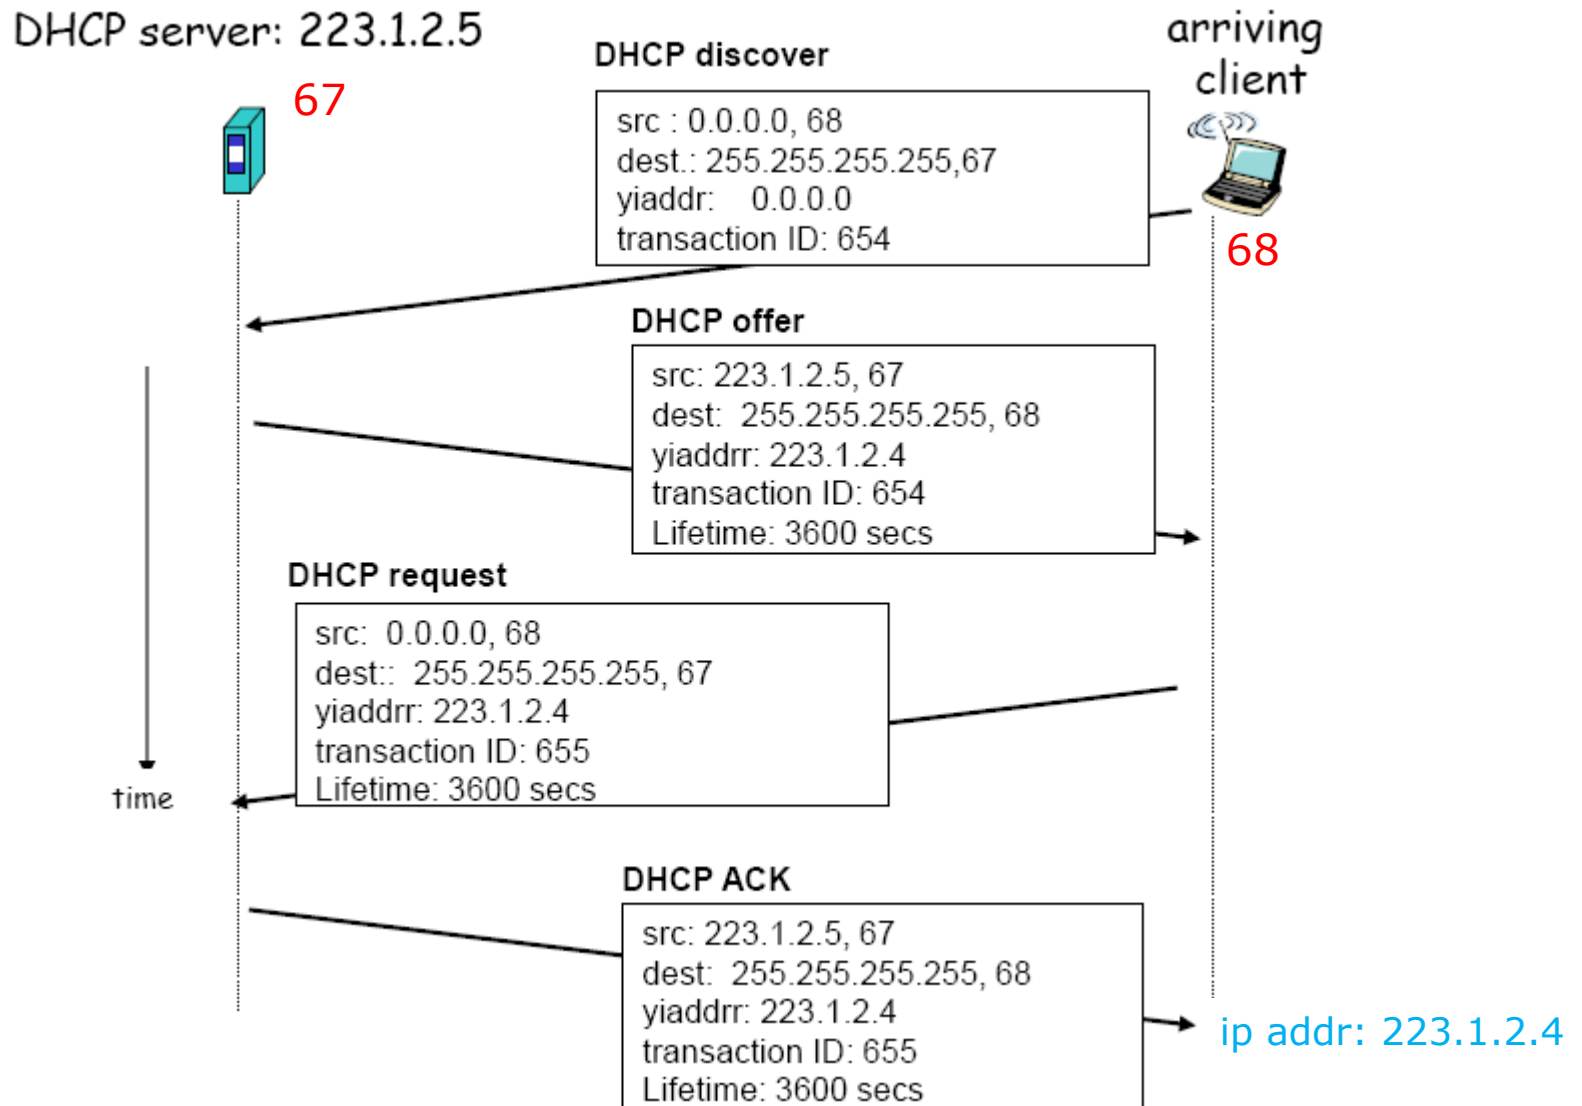 DHCP server: 223.1.2.5
67
arriving
client
68
DHCP discover
src : 0.0.0.0, 68
dest.: 255.255.255.255,67
yiaddr: 0.0.0.0
transaction ID: 654
DHCP offer
src: 223.1.2.5, 67
dest: 255.255.255.255, 68
yiaddrr: 223.1.2.4
transaction ID: 654
Lifetime: 3600 secs
DHCP request
src: 0.0.0.0, 68
dest:: 255.255.255.255, 67
yiaddrr: 223.1.2.4
transaction ID: 655
Lifetime: 3600 secs
time
DHCP ACK
src: 223.1.2.5, 67
dest: 255.255.255.255, 68
yiaddrr: 223.1.2.4
transaction ID: 655
Lifetime: 3600 secs
ip addr: 223.1.2.4